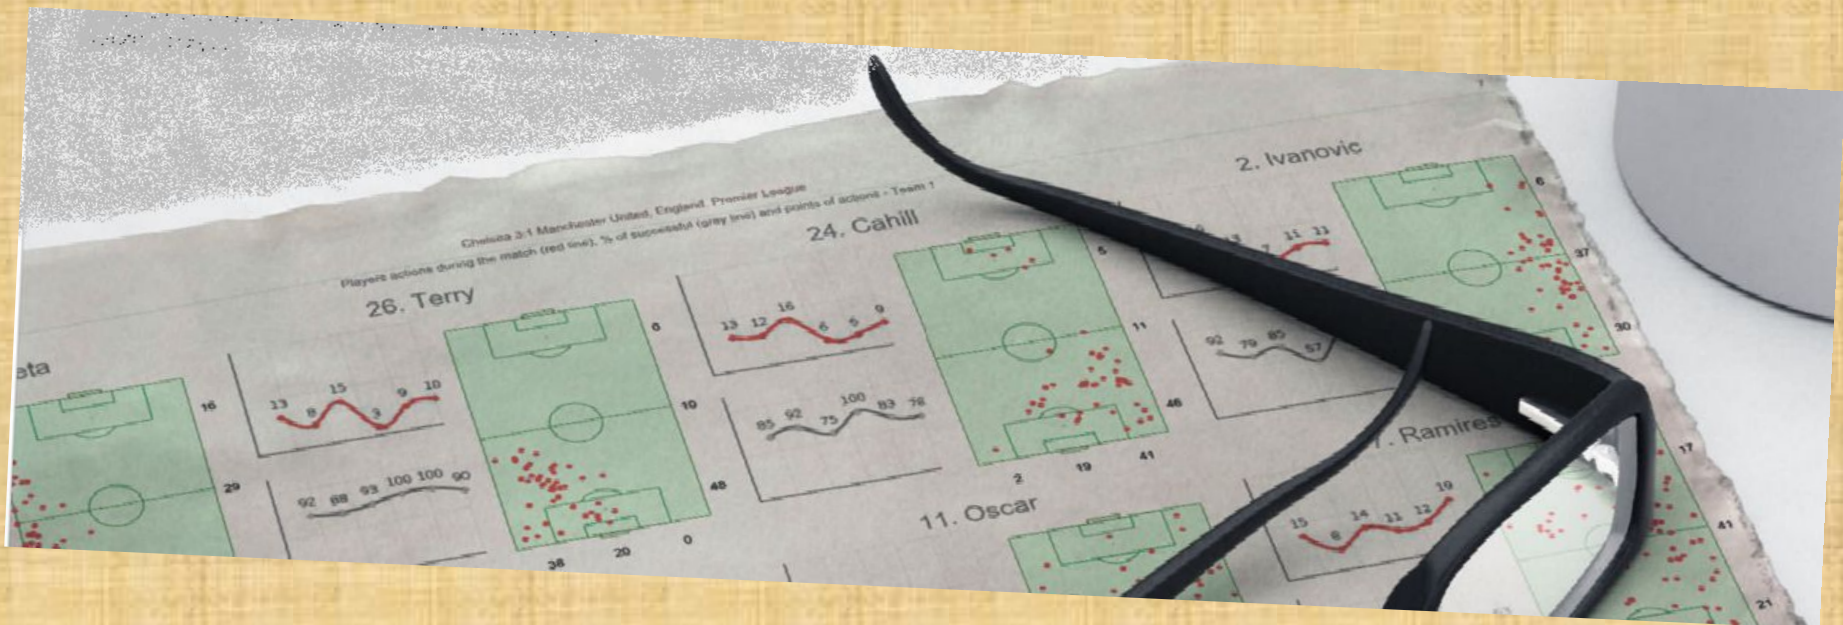 Chelsea 3:1 Manchester United, England. Premier League
Players actions during the match (red line), % of successful (gray line) and points of actions - Team 1
2. Ivanovic
11 11
6
37
30
92 79 85 57
24. Cahill
13 12 16 6 5 9
85 92 75 100 83 78
5
11
46
2 19 41
26. Terry
13 8 15 3 9 10
92 88 93 100 100 90
6
10
48
38 20 0
eta
16
29
7. Ramires
15 8 14 11 12 19
17
41
21
11. Oscar